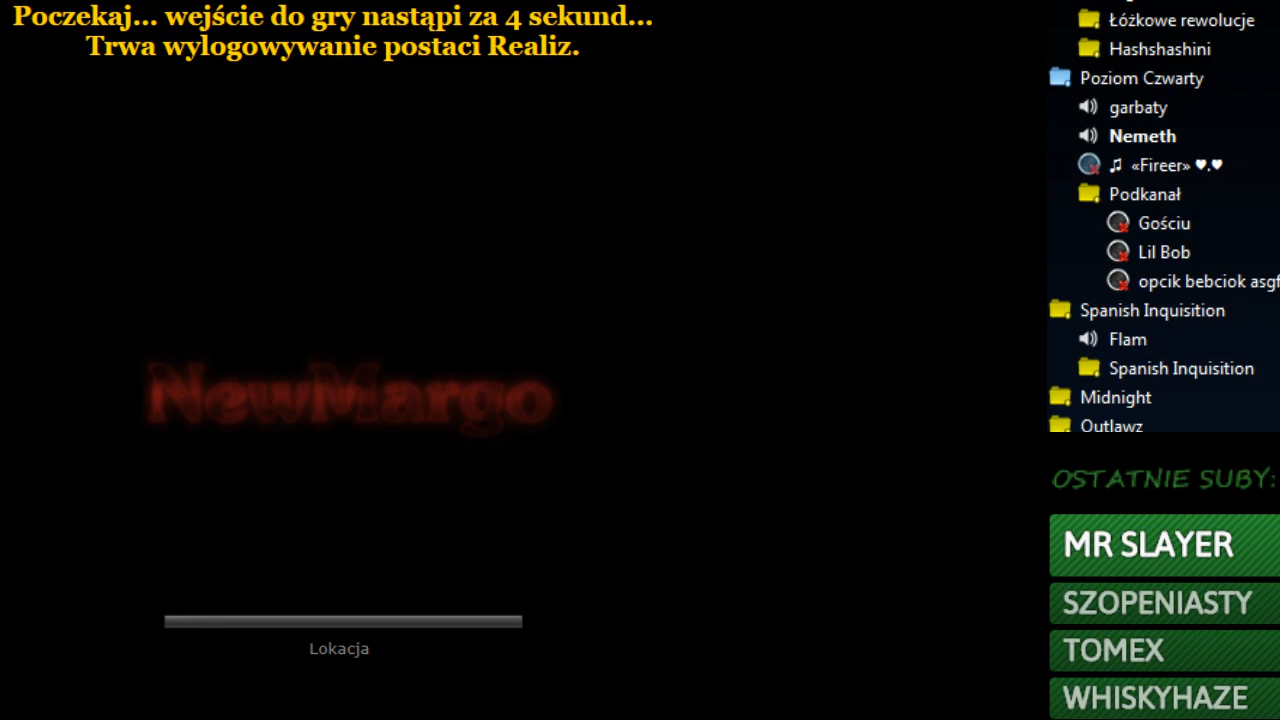 Poczekaj... wejście do gry nastąpi za 4 sekund...
Trwa wylogowywanie postaci Realiz.
NewMargo
Lokacja
Łóżkowe rewolucje
Hashshashini
Poziom Czwarty
garbaty
Nemeth
♫ «Fireer» ♥.♥
Podkanał
Gościu
Lil Bob
opcik bebciok asgf
Spanish Inquisition
Flam
Spanish Inquisition
Midnight
Outlawz
OSTATNIE SUBY:
MR SLAYER
SZOPENIASTY
TOMEX
WHISKYHAZE